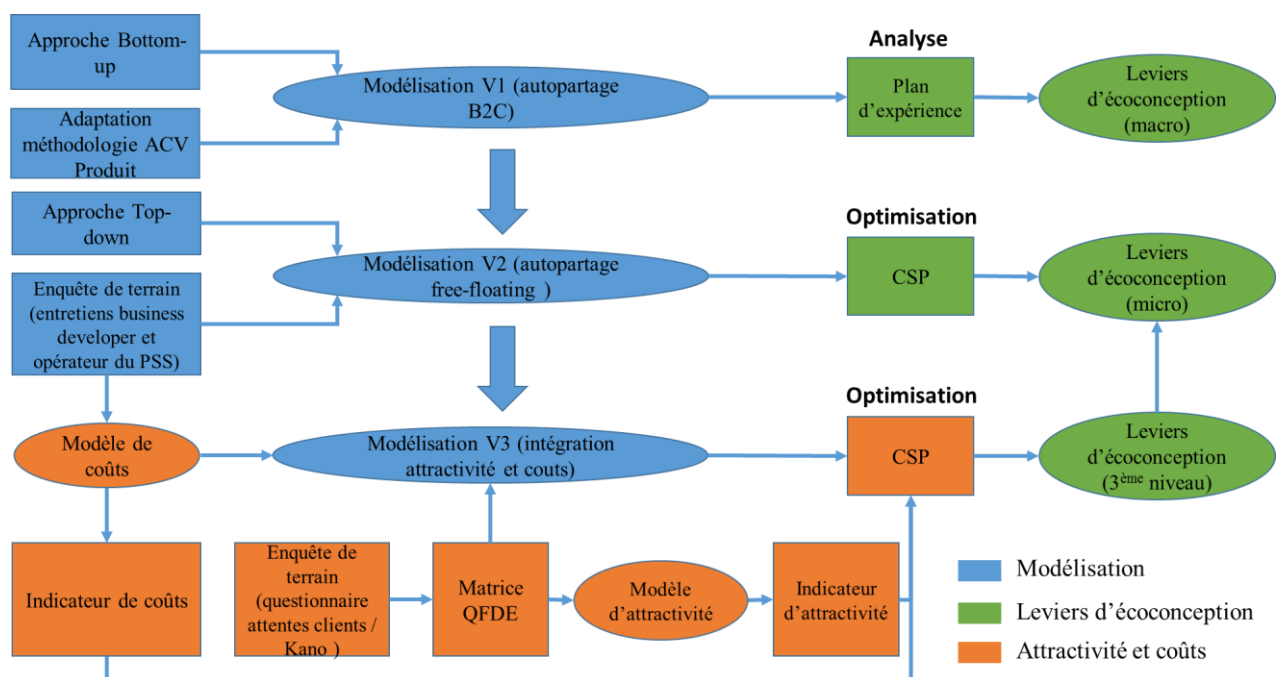 Approche Bottom-
up
Adaptation
méthodologie ACV
Produit
Modélisation V1 (autopartage
B2C)
Analyse
Plan
d'expérience
Leviers
d'écoconception
(macro)
Approche Top-
down
Enquête de terrain
(entretiens business
developer et
opérateur du PSS)
Modélisation V2 (autopartage
free-floating )
Optimisation
CSP
Leviers
d'écoconception
(micro)
Modèle de
coûts
Modélisation V3 (intégration
attractivité et couts)
Optimisation
CSP
Leviers
d'écoconception
(3ème niveau)
Indicateur de coûts
Enquête de
terrain
(questionnaire
attentes clients /
Kano )
Matrice
QFDE
Modèle
d'attractivité
Indicateur
d'attractivité
Modélisation
Leviers d'écoconception
Attractivité et coûts